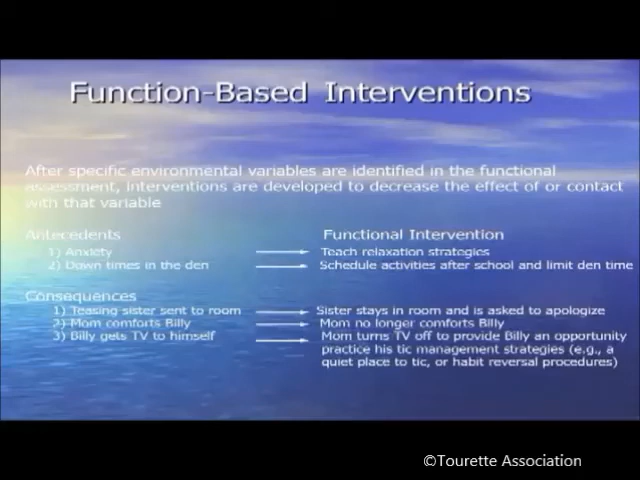 Function-Based Interventions
After specific environmental variables are identified in the functional
assessment, interventions are developed to decrease the effect of or contact
with that variable
Antecedents Functional Intervention
1) Anxiety Teach relaxation strategies
2) Down times in the den Schedule activities after school and limit den time
Consequences
1) Teasing sister sent to room Sister stays in room and is asked to apologize
2) Mom comforts Billy Mom no longer comforts Billy
3) Billy gets TV to himself Mom turns TV off to provide Billy an opportunity
practice his tic management strategies (e.g., a
quiet place to tic, or habit reversal procedures)
©Tourette Association